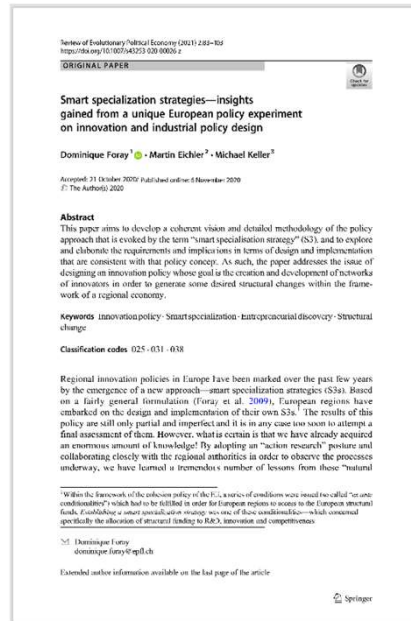 Review of Evolutionary Political Economy (2021) 2:83–103
https://doi.org/10.1007/s43253-020-00026-z
ORIGINAL PAPER
Check for
updates
Smart specialization strategies—insights
gained from a unique European policy experiment
on innovation and industrial policy design
Dominique Foray1 · Martin Eichler2 · Michael Keller3
Accepted: 21 October 2020/ Published online: 6 November 2020
© The Author(s) 2020
Abstract
This paper aims to develop a coherent vision and detailed methodology of the policy
approach that is evoked by the term "smart specialisation strategy" (S3), and to explore
and elaborate the requirements and implications in terms of design and implementation
that are consistent with that policy concept. As such, the paper addresses the issue of
designing an innovation policy whose goal is the creation and development of networks
of innovators in order to generate some desired structural changes within the frame-
work of a regional economy.
Keywords Innovation policy · Smart specialization · Entrepreneurial discovery · Structural
change
Classification codes 025 · 031 · 038
Regional innovation policies in Europe have been marked over the past few years
by the emergence of a new approach—smart specialization strategies (S3s). Based
on a fairly general formulation (Foray et al. 2009), European regions have
embarked on the design and implementation of their own S3s.1 The results of this
policy are still only partial and imperfect and it is in any case too soon to attempt a
final assessment of them. However, what is certain is that we have already acquired
an enormous amount of knowledge! By adopting an "action research" posture and
collaborating closely with the regional authorities in order to observe the processes
underway, we have learned a tremendous number of lessons from these "natural
1 Within the framework of the cohesion policy of the EU, a series of conditions were issued (so called "ex ante
conditionalities") which had to be fulfilled in order for European regions to access to the European structural
funds. Establishing a smart specialization strategy was one of these conditionalities—which concerned
specifically the allocation of structural funding to R&D, innovation and competitiveness
Dominique Foray
dominique.foray@epfl.ch
Extended author information available on the last page of the article
Springer